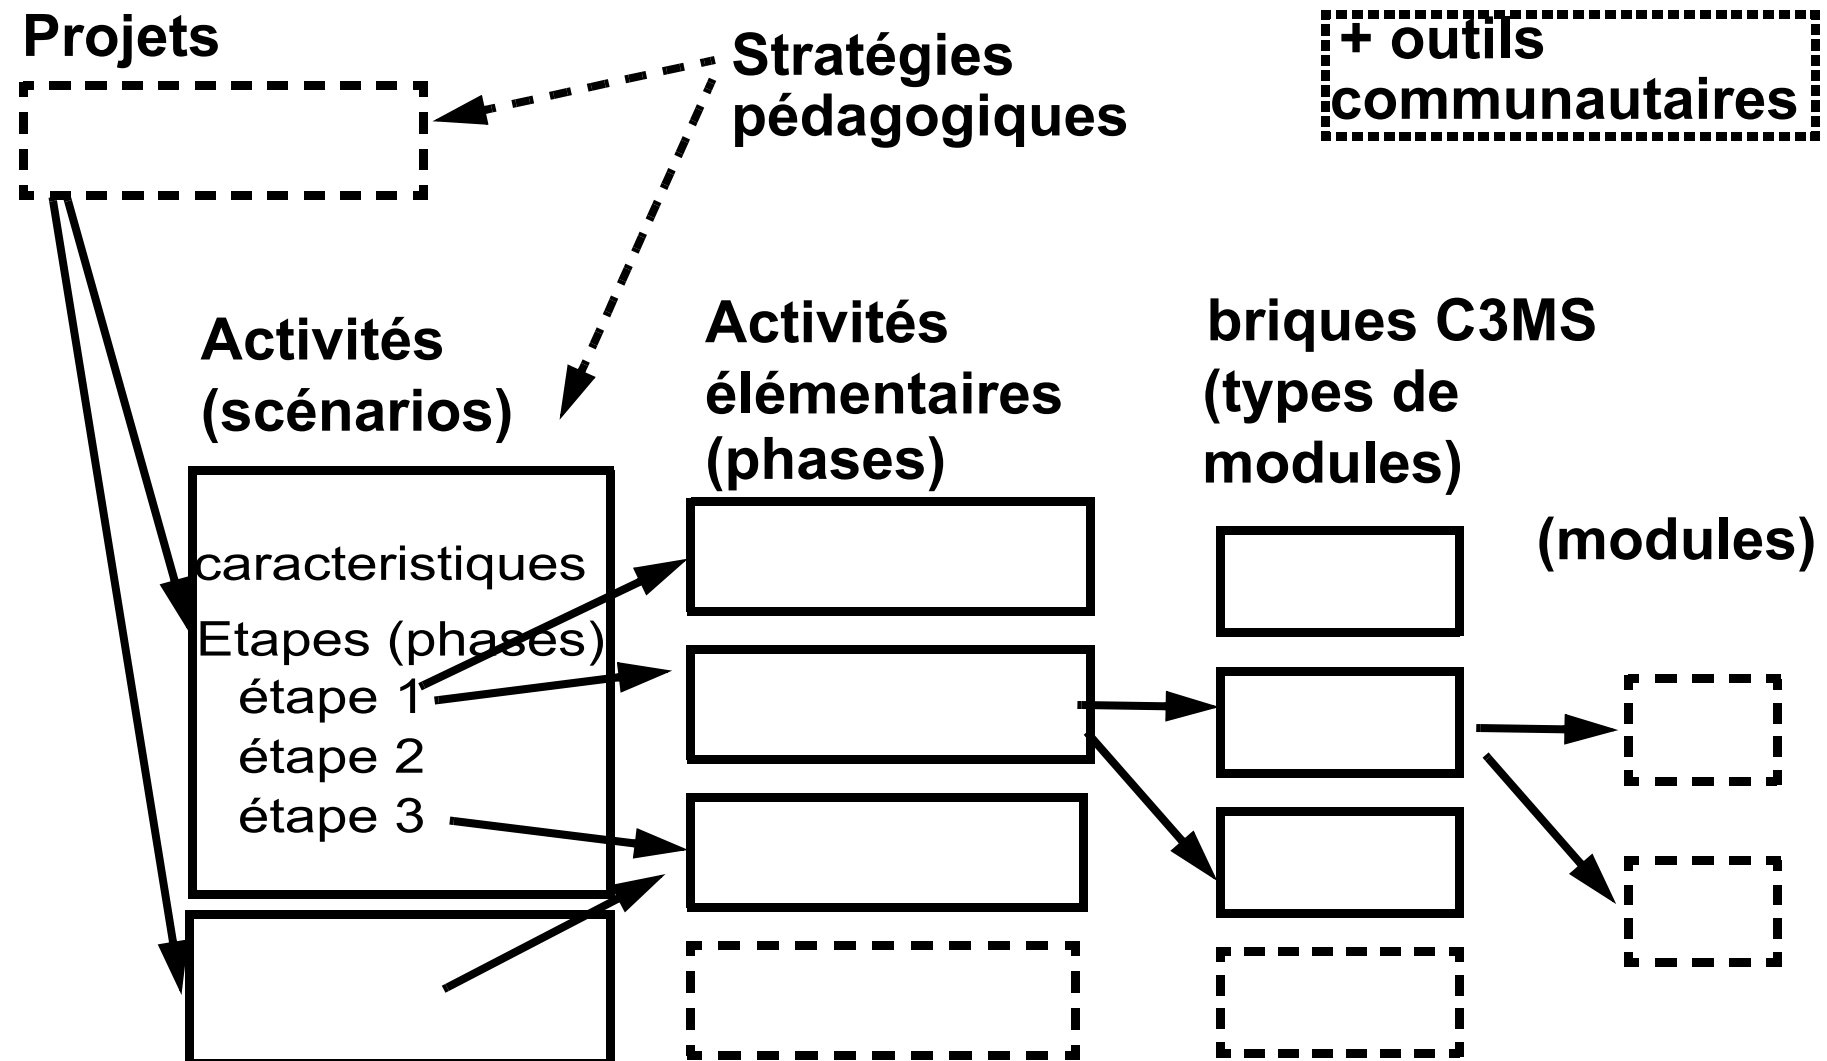 Projets
Stratégies
pédagogiques
+ outils
communautaires
Activités
(scénarios)
caracteristiques
Etapes (phases)
étape 1
étape 2
étape 3
Activités
élémentaires
(phases)
briques C3MS
(types de
modules)
(modules)